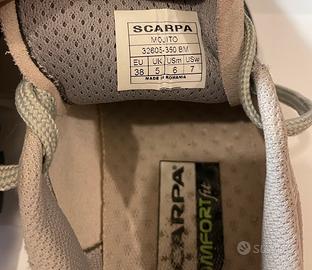 SCARPA
MOJITO
32605-350 BM
EU UK USm USw
38 5 6 7
MADE IN ROMANIA
SCARPA
COMFORT fit